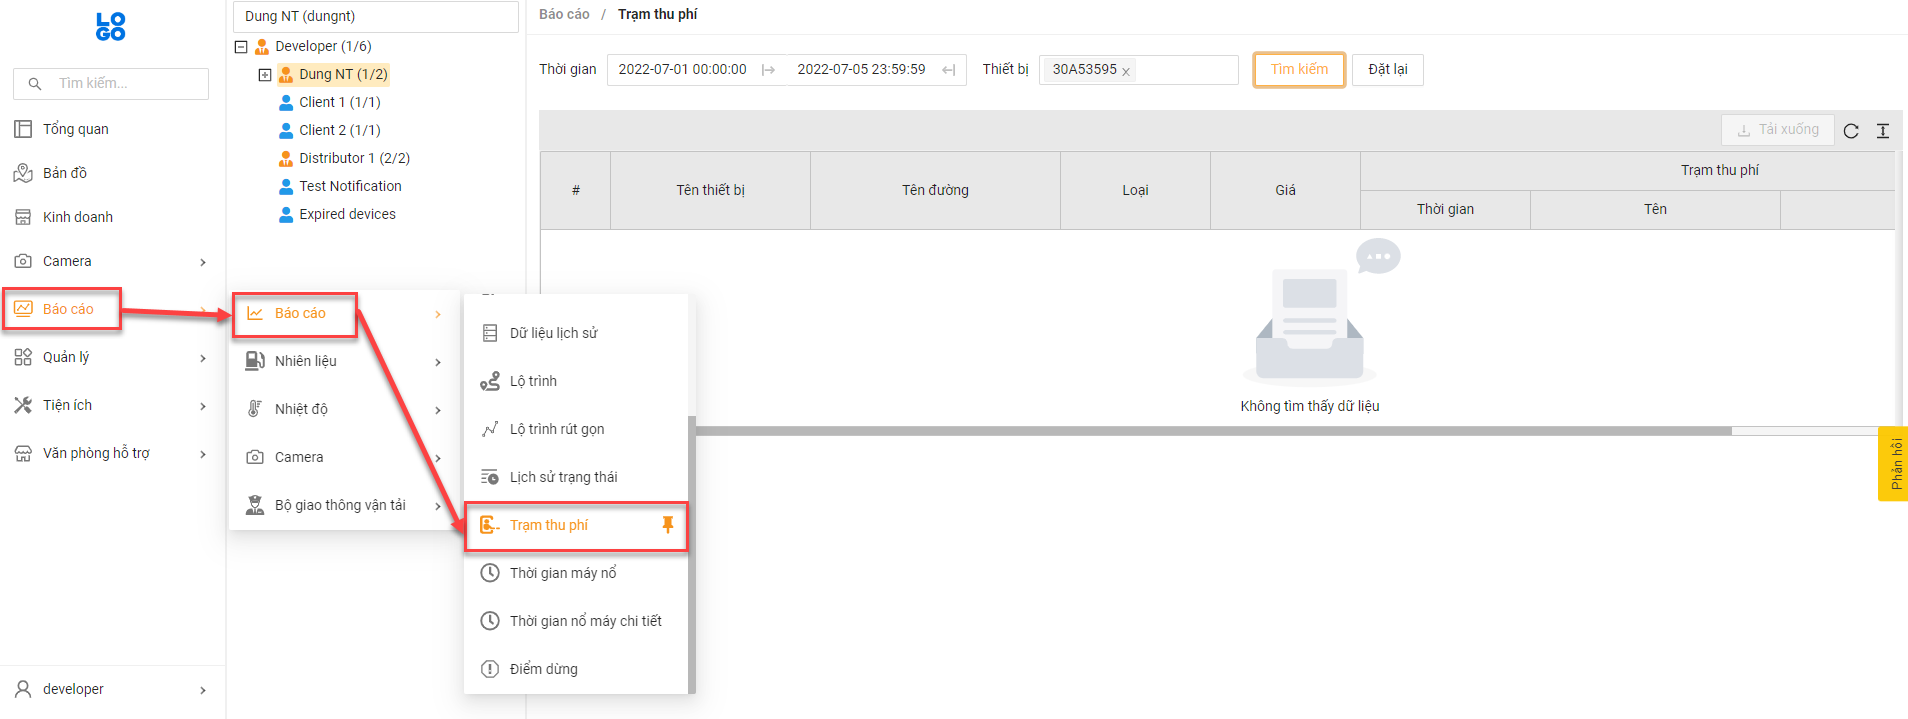 LO
GO
Tìm kiếm...
Tổng quan
Bản đồ
Kinh doanh
Camera
Báo cáo
Quản lý
Tiện ích
Văn phòng hỗ trợ
developer
Dung NT (dungnt)
Developer (1/6)
Dung NT (1/2)
Client 1 (1/1)
Client 2 (1/1)
Distributor 1 (2/2)
Test Notification
Expired devices
Báo cáo
Nhiên liệu
Nhiệt độ
Camera
Bộ giao thông vận tải
Dữ liệu lịch sử
Lộ trình
Lộ trình rút gọn
Lịch sử trạng thái
Trạm thu phí
Thời gian máy nổ
Thời gian nổ máy chi tiết
Điểm dừng
Báo cáo / Trạm thu phí
Thời gian 2022-07-01 00:00:00 2022-07-05 23:59:59 Thiết bị 30A53595 x Tìm kiếm Đặt lại
Tải xuống
# Tên thiết bị Tên đường Loại Giá Trạm thu phí
Thời gian Tên
Không tìm thấy dữ liệu
Phản hồi